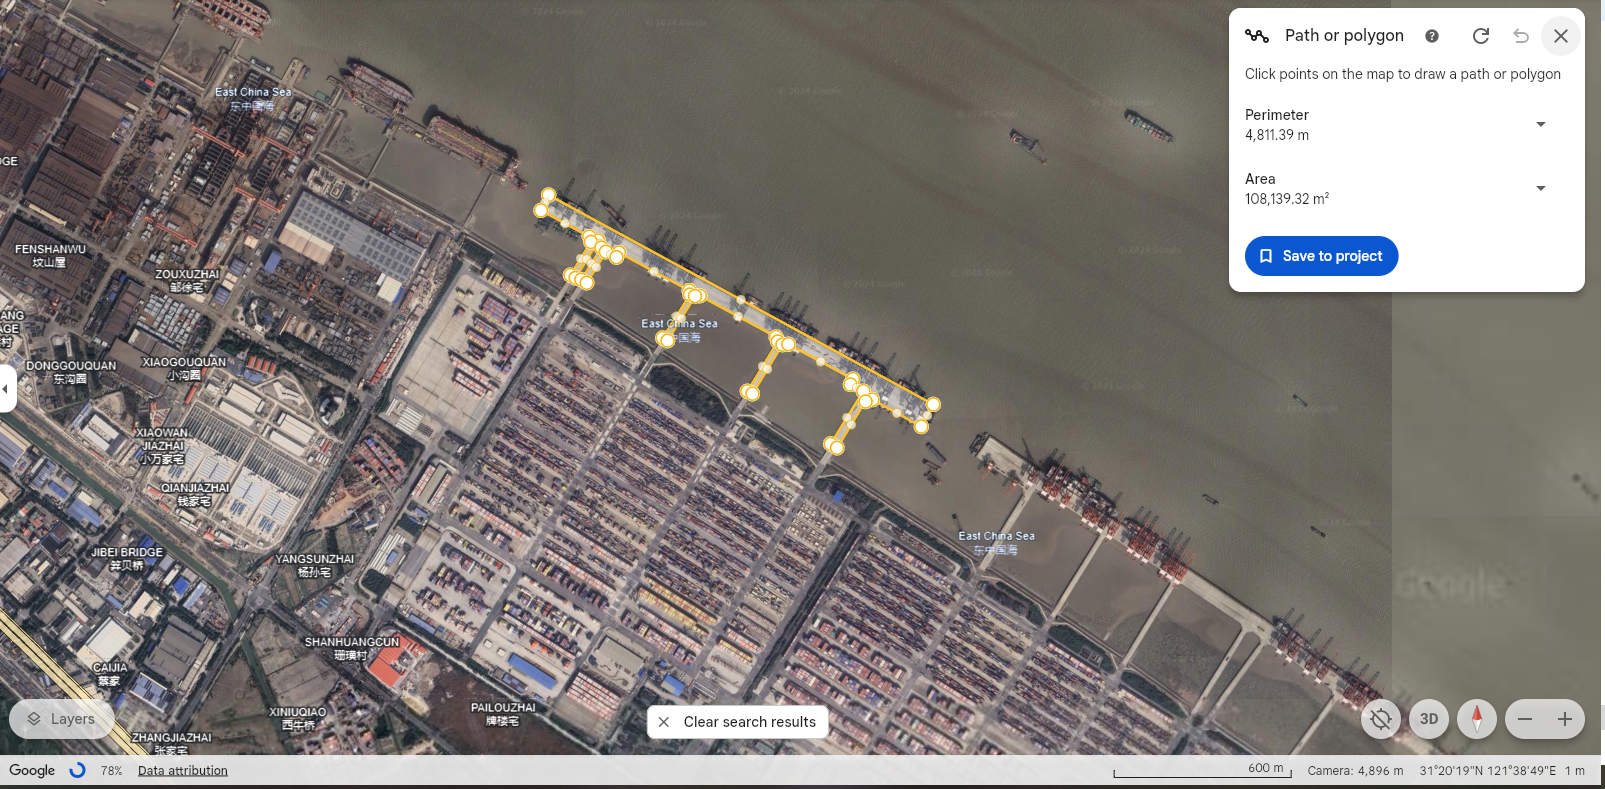 Path or polygon
Click points on the map to draw a path or polygon
Perimeter
4,811.39 m
Area
108,139.32 m²
Save to project
East China Sea
东中国海
FENSHANWU
坟山屋
ZOUXUZHAI
邹徐宅
DONGGOUQUAN
东沟圈
XIAOGOUQUAN
小沟圈
East China Sea
XIAOWAN
JIAZHAI
小万家宅
QIANJIAZHAI
钱家宅
JIBEI BRIDGE
笄贝桥
YANGSUNZHAI
杨孙宅
East China Sea
东中国海
SHANHUANGCUN
珊璜村
CAIJIA
蔡家
XINIUQIAO
西牛桥
PAILOUZHAI
牌楼宅
ZHANGJIAZHAI
张家宅
Layers
Clear search results
3D
Google
78%
Data attribution
600 m
Camera: 4,896 m
31°20'19"N 121°38'49"E
1 m
Google